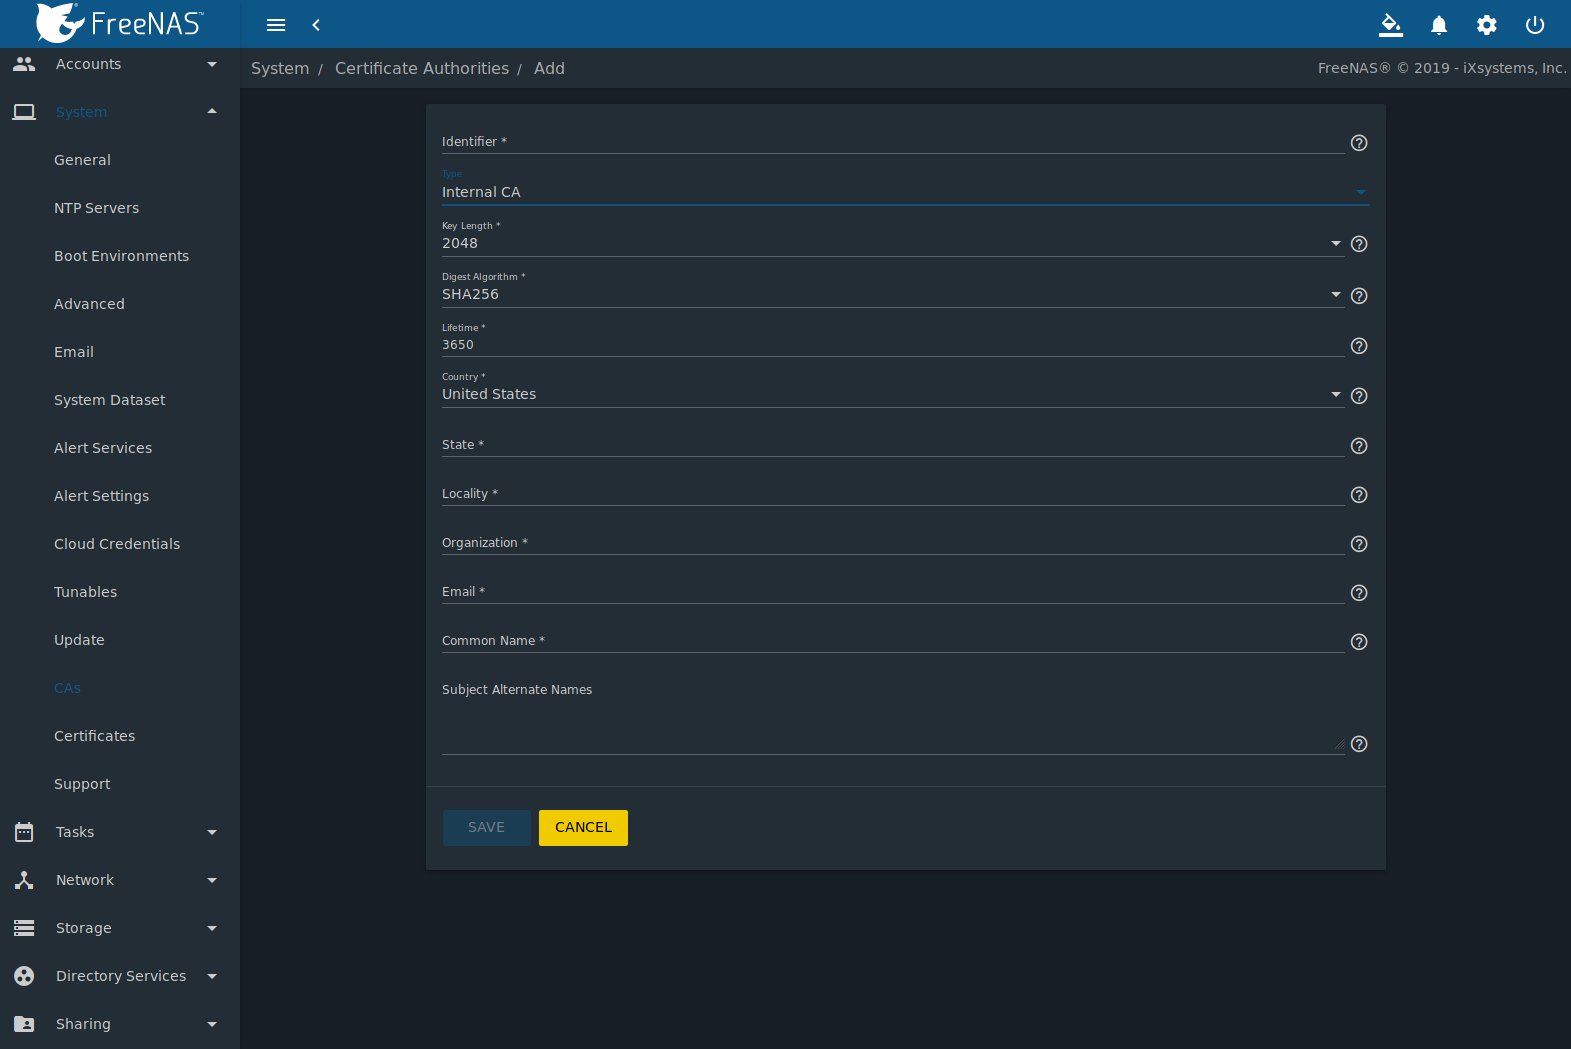 FreeNAS™
System / Certificate Authorities / Add
FreeNAS® © 2019 - iXsystems, Inc.
Accounts
System
General
NTP Servers
Boot Environments
Advanced
Email
System Dataset
Alert Services
Alert Settings
Cloud Credentials
Tunables
Update
CAs
Certificates
Support
Tasks
Network
Storage
Directory Services
Sharing
Identifier *
Type
Internal CA
Key Length *
2048
Digest Algorithm *
SHA256
Lifetime *
3650
Country *
United States
State *
Locality *
Organization *
Email *
Common Name *
Subject Alternate Names
SAVE
CANCEL